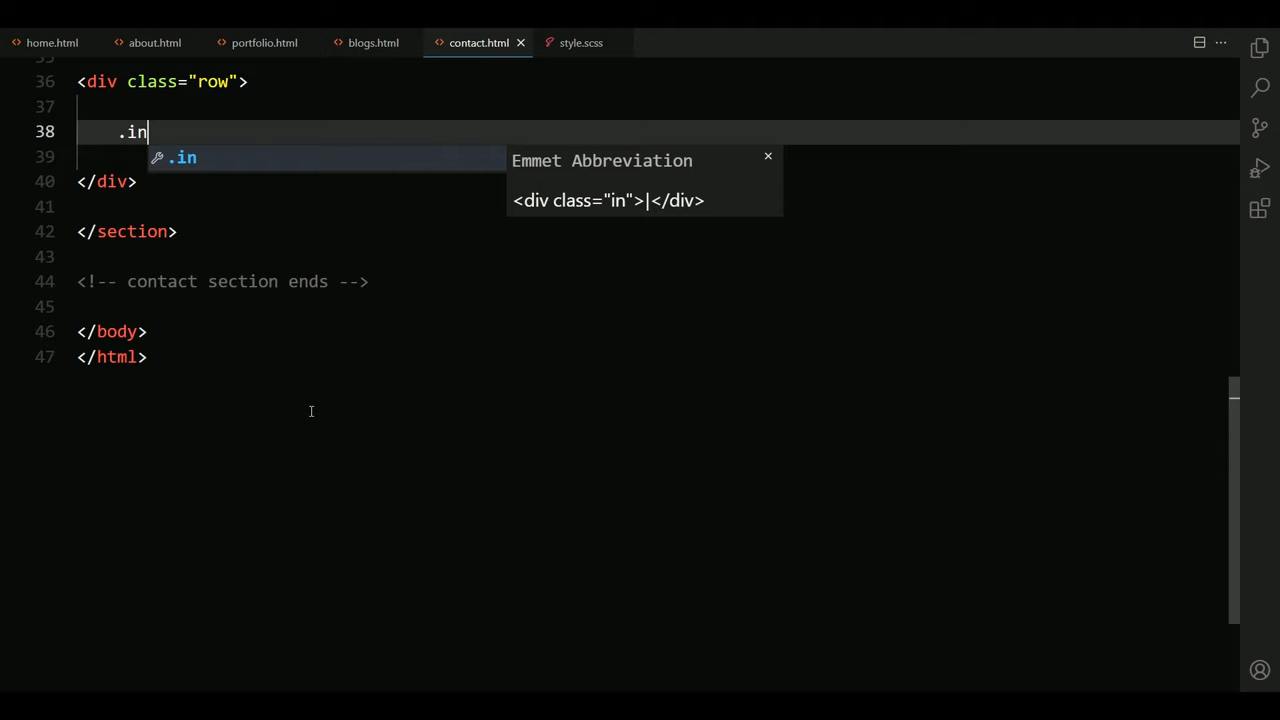 home.html about.html portfolio.html blogs.html contact.html style.scss
36 <div class="row">
37
38 .in
.in
Emmet Abbreviation
<div class="in">|</div>
39
40 </div>
41
42 </section>
43
44 <!-- contact section ends -->
45
46 </body>
47 </html>